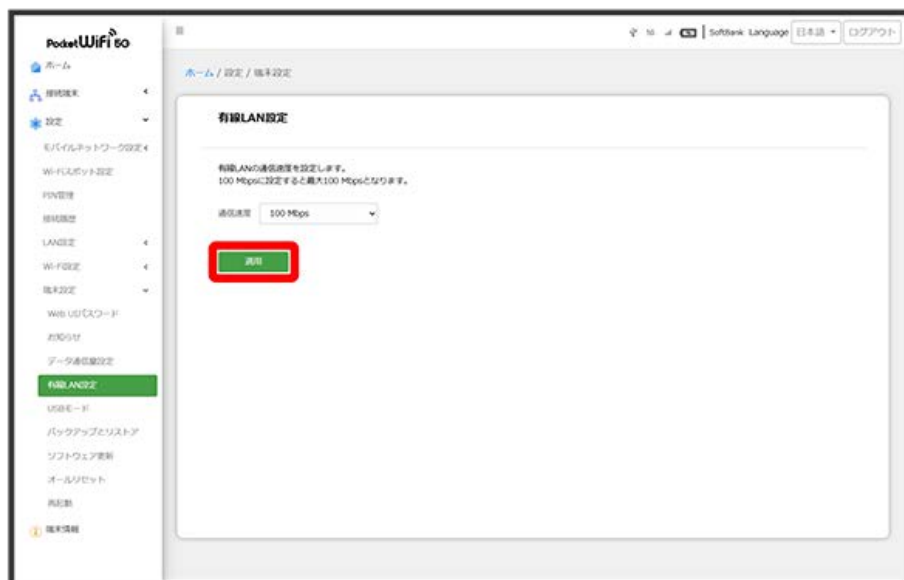 Pocket WiFi 5G
SoftBank Language 日本語 ログアウト
ホーム
接続端末
設定
モバイルネットワーク設定
Wi-Fiスポット設定
PIN管理
接続履歴
LAN設定
Wi-Fi設定
端末設定
Web UIパスワード
お知らせ
データ通信量設定
有線LAN設定
USBモード
バックアップとリストア
ソフトウェア更新
オールリセット
再起動
端末情報
ホーム / 設定 / 端末設定
有線LAN設定
有線LANの通信速度を設定します。
100 Mbpsに設定すると最大100 Mbpsとなります。
通信速度 100 Mbps
適用